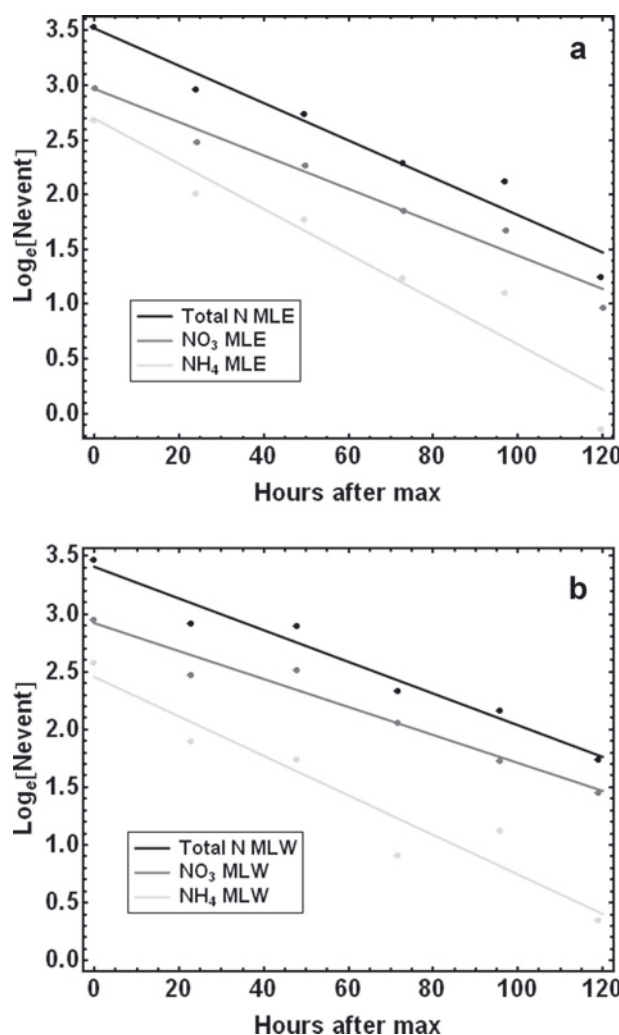 a
3.5
3.0
2.5
2.0
1.5
1.0
0.5
0.0
Logₑ[Nevent]
Total N MLE
NO₃ MLE
NH₄ MLE
0 20 40 60 80 100 120
Hours after max
b
3.5
3.0
2.5
2.0
1.5
1.0
0.5
0.0
Logₑ[Nevent]
Total N MLW
NO₃ MLW
NH₄ MLW
0 20 40 60 80 100 120
Hours after max